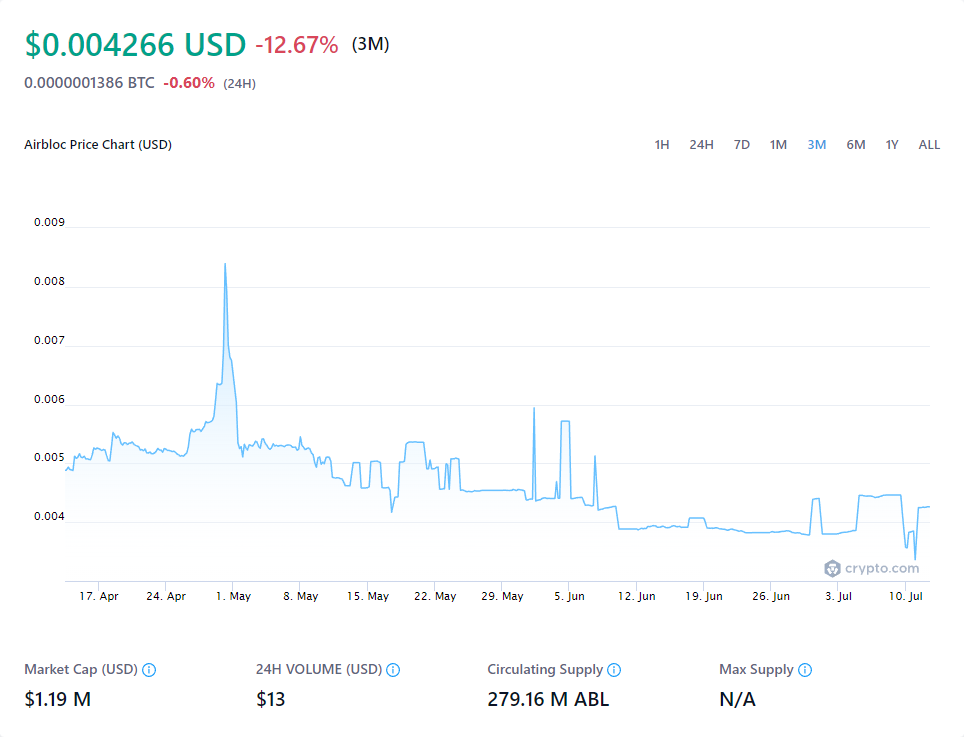 $0.004266 USD -12.67% (3M)
0.0000001386 BTC -0.60% (24H)
Airbloc Price Chart (USD) 1H 24H 7D 1M 3M 6M 1Y ALL
0.009
0.008
0.007
0.006
0.005
0.004
crypto.com
17. Apr 24. Apr 1. May 8. May 15. May 22. May 29. May 5. Jun 12. Jun 19. Jun 26. Jun 3. Jul 10. Jul
Market Cap (USD) 24H VOLUME (USD) Circulating Supply Max Supply
$1.19 M $13 279.16 M ABL N/A